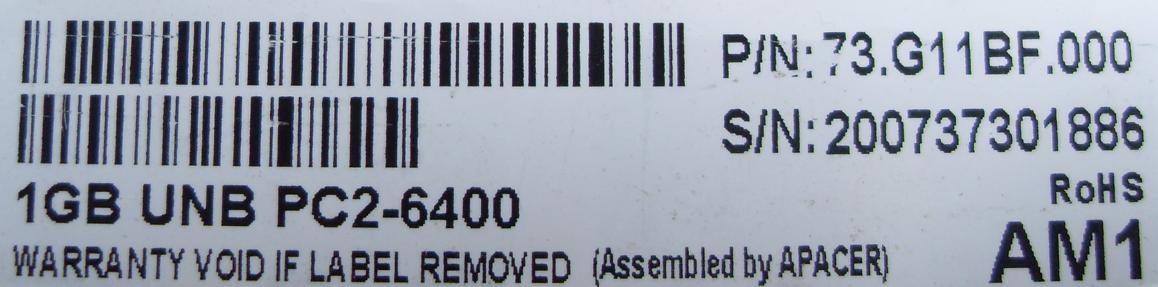 P/N:73.G11BF.000
S/N:200737301886
1GB UNB PC2-6400
RoHS
WARRANTY VOID IF LABEL REMOVED (Assembled by APACER)
AM1